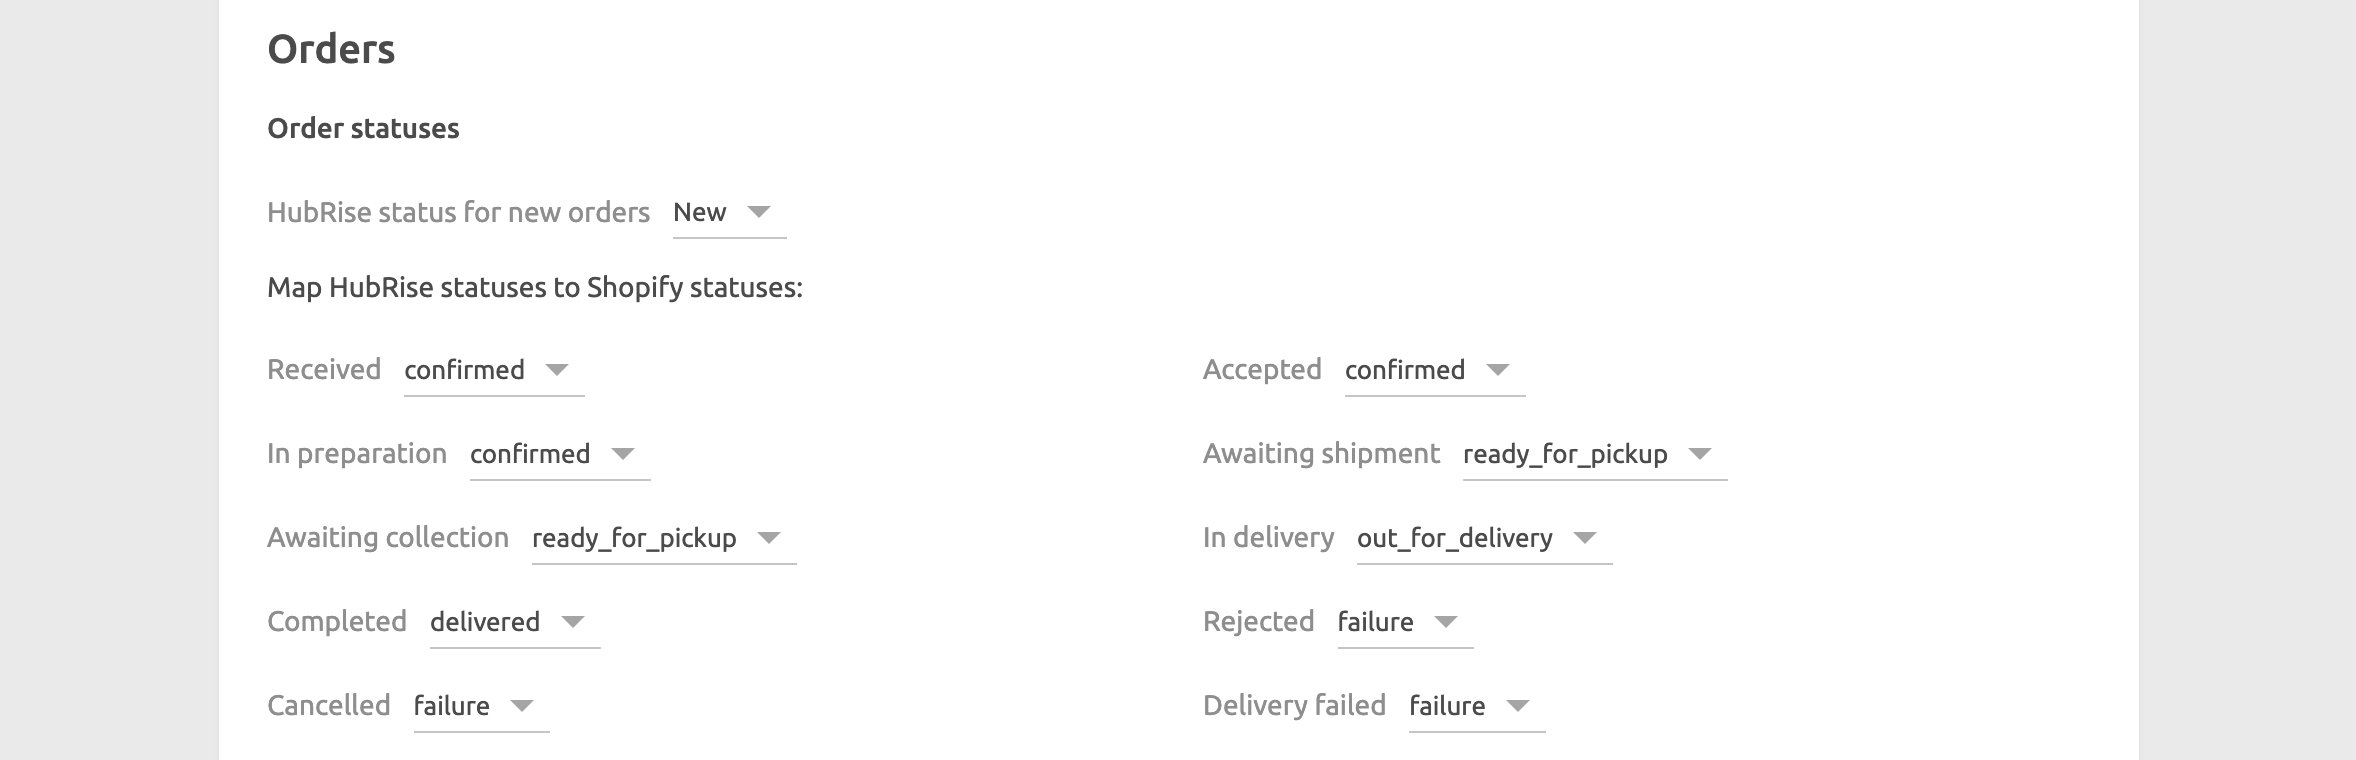 Orders
Order statuses
HubRise status for new orders New
Map HubRise statuses to Shopify statuses:
Received confirmed Accepted confirmed
In preparation confirmed Awaiting shipment ready_for_pickup
Awaiting collection ready_for_pickup In delivery out_for_delivery
Completed delivered Rejected failure
Cancelled failure Delivery failed failure